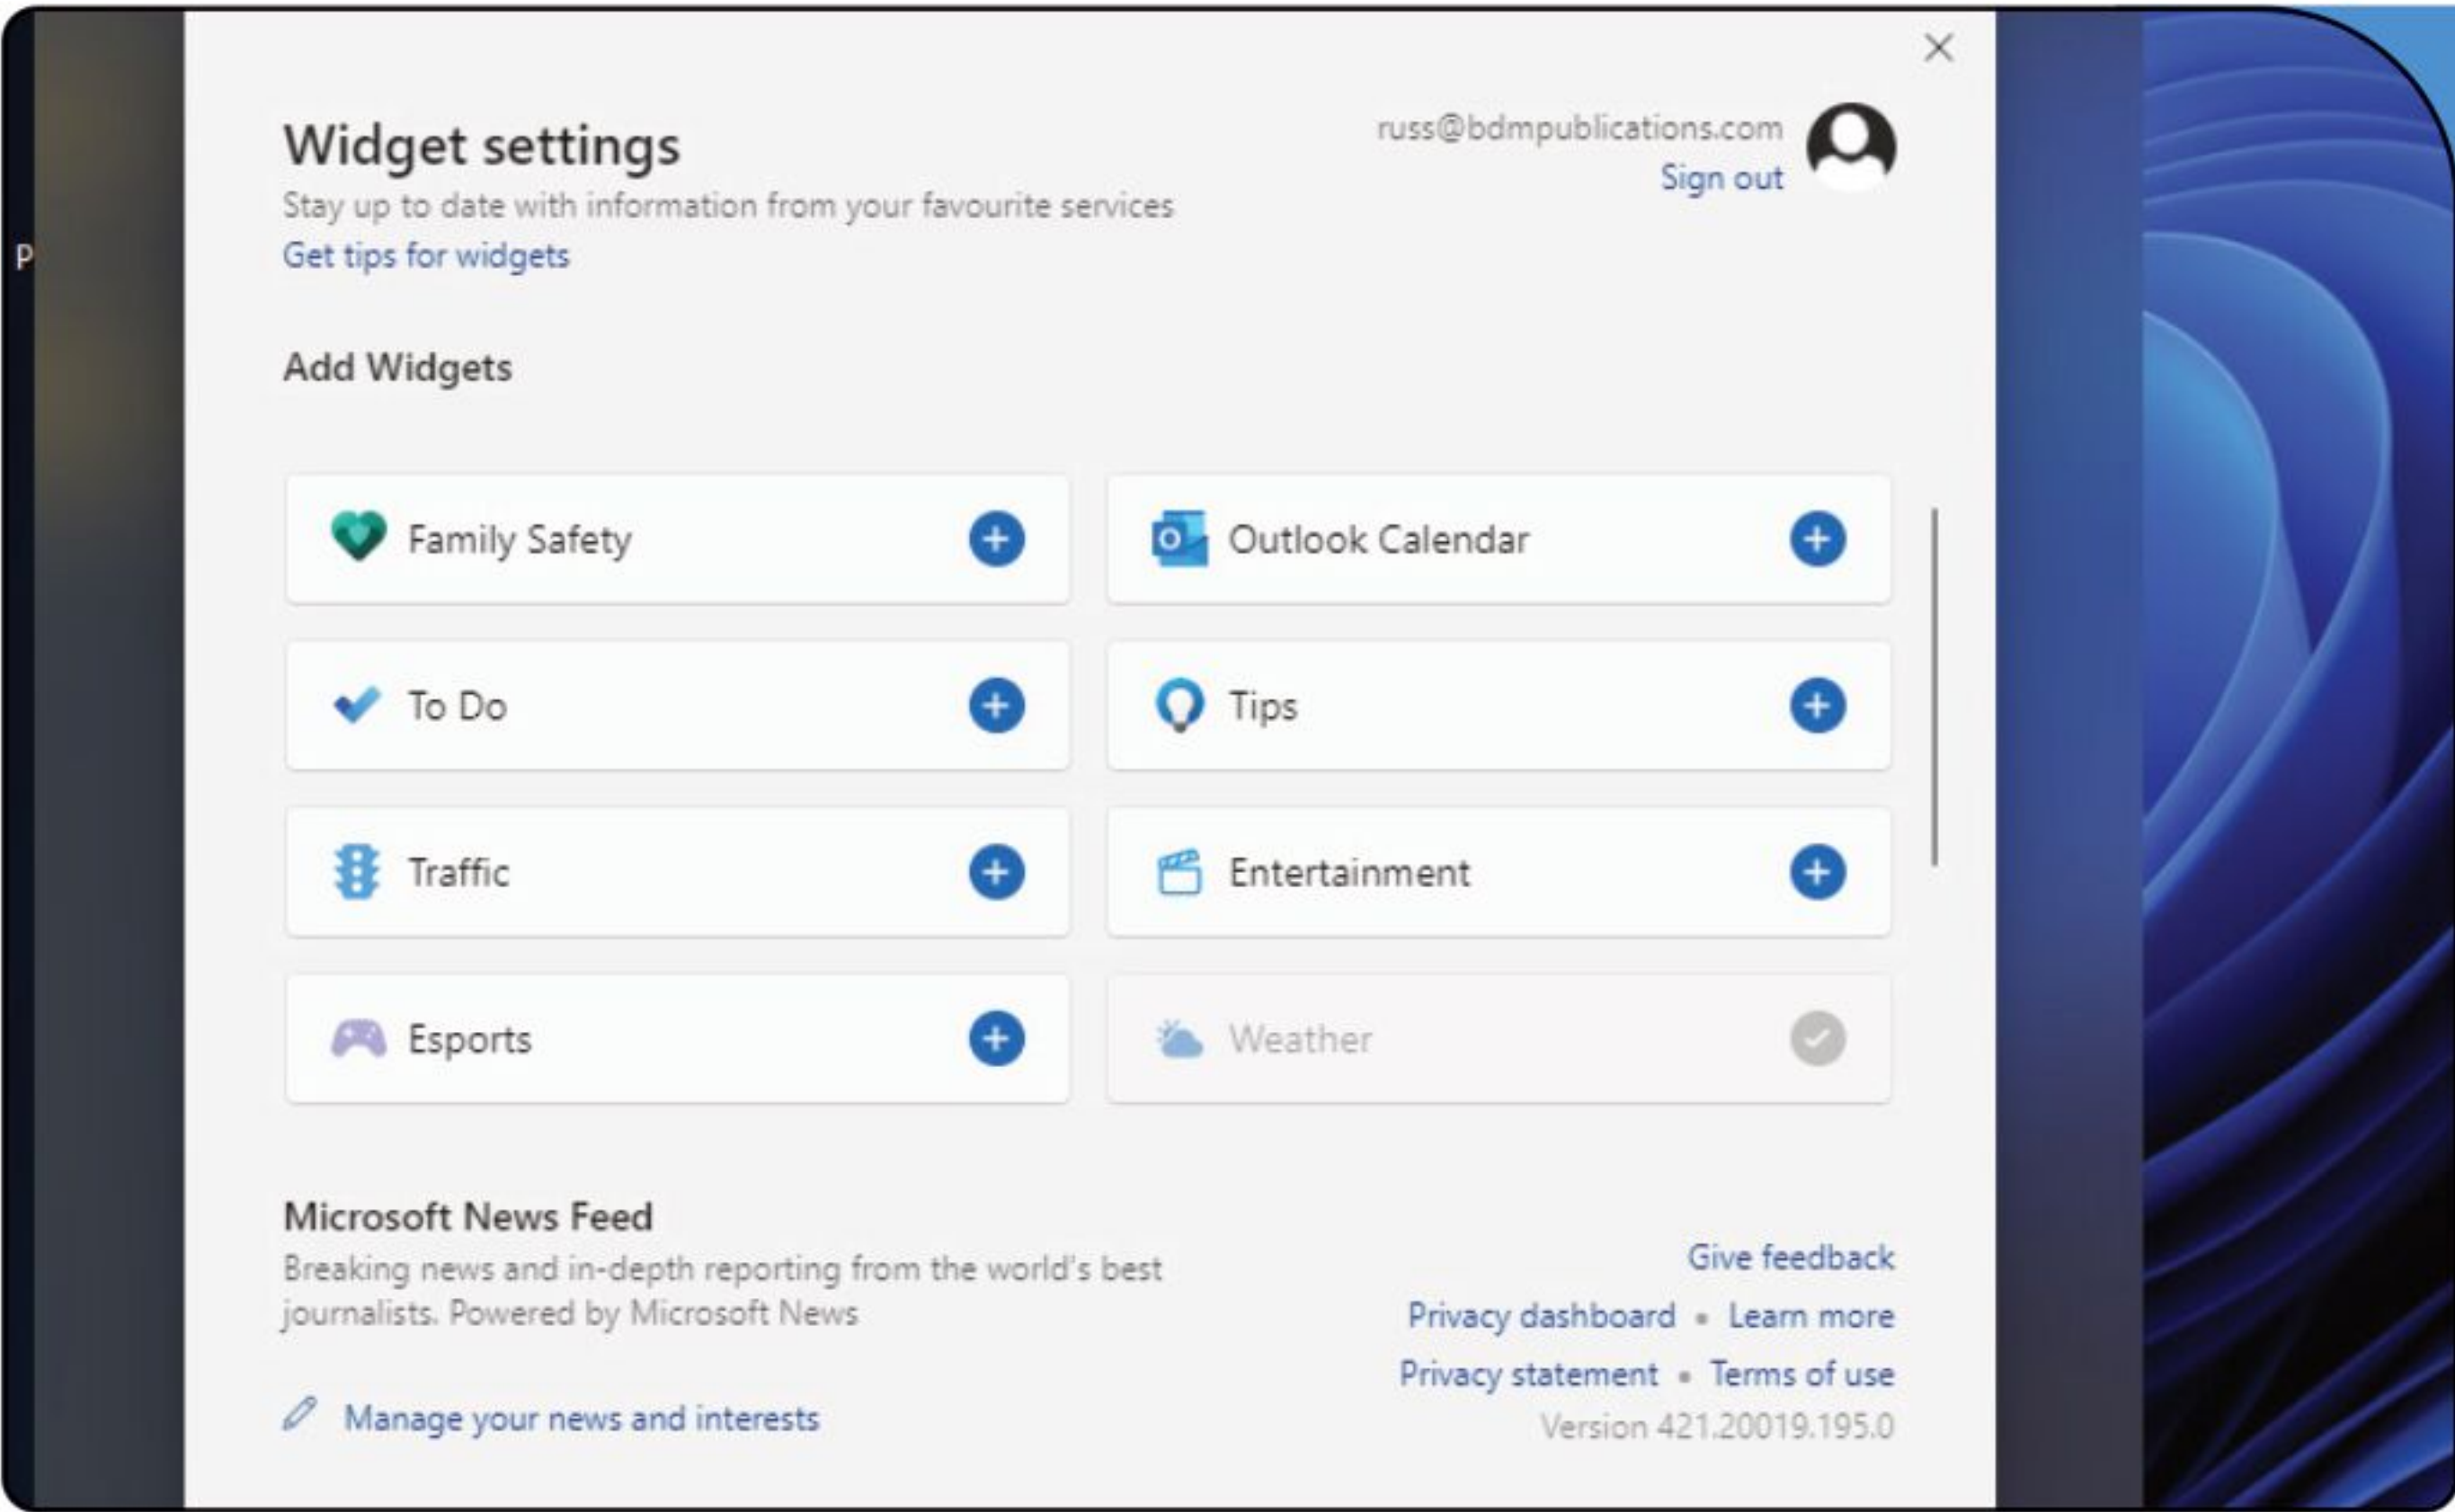 Widget settings
Stay up to date with information from your favourite services
Get tips for widgets
russ@bdmpublications.com
Sign out
P
Add Widgets
Family Safety
Outlook Calendar
To Do
Tips
Traffic
Entertainment
Esports
Weather
Microsoft News Feed
Breaking news and in-depth reporting from the world's best
journalists. Powered by Microsoft News
Manage your news and interests
Give feedback
Privacy dashboard • Learn more
Privacy statement • Terms of use
Version 421.20019.195.0